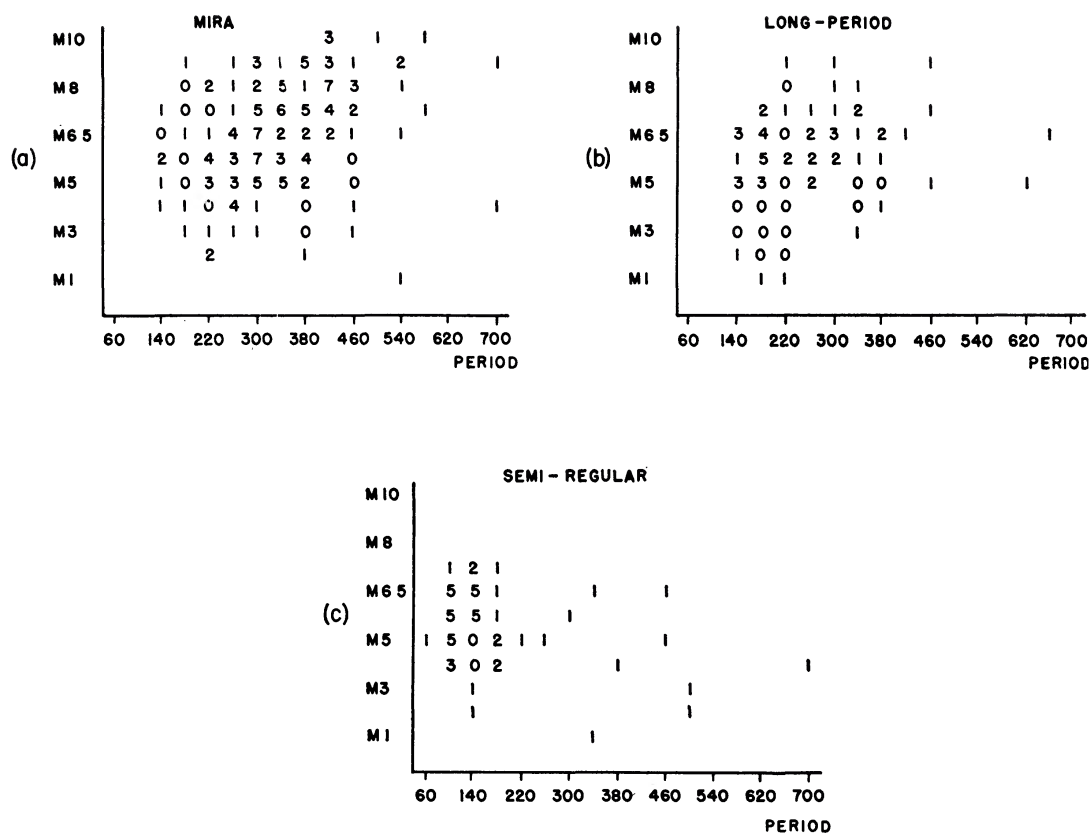 MIRA
M10 3 1 1
1 1 3 1 5 3 1 2 1
M8 0 2 1 2 5 1 7 3 1
1 0 0 1 5 6 5 4 2 1
M6 5 0 1 1 4 7 2 2 2 1 1
(a)
2 0 4 3 7 3 4 0
M5 1 0 3 3 5 5 2 0
1 1 0 4 1 0 1 1
M3 1 1 1 1 0 1
2 1
M1 1
60 140 220 300 380 460 540 620 700
PERIOD
LONG-PERIOD
M10
1 1 1
M8 0 1 1
2 1 1 1 2 1
M6 5 3 4 0 2 3 1 2 1 1
(b)
1 5 2 2 2 1 1
M5 3 3 0 2 0 0 1 1
0 0 0 0 1
M3 0 0 0 1
1 0 0
M1 1 1
60 140 220 300 380 460 540 620 700
PERIOD
SEMI-REGULAR
M10
M8
1 2 1
M6 5 5 5 1 1 1
(c)
5 5 1 1
M5 1 5 0 2 1 1 1
3 0 2 1 1
M3 1 1
1 1
M1 1
60 140 220 300 380 460 540 620 700
PERIOD